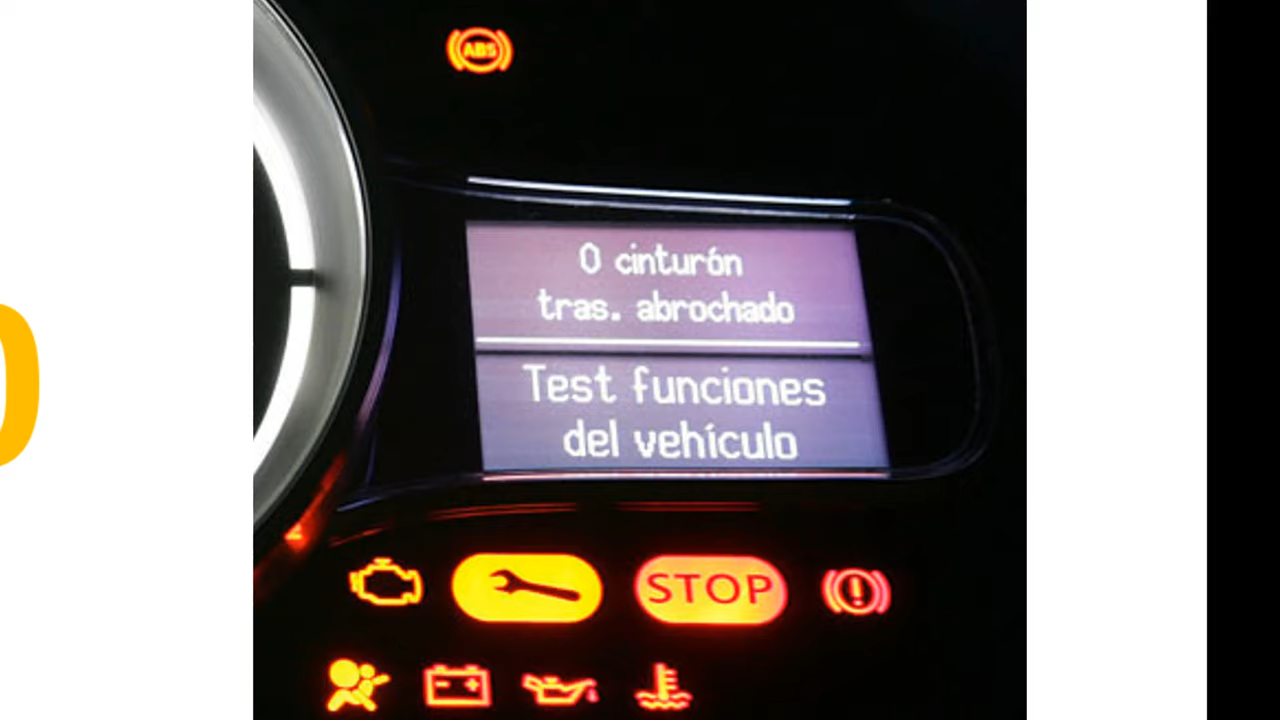 ABS
0 cinturón
tras. abrochado
Test funciones
del vehículo
STOP